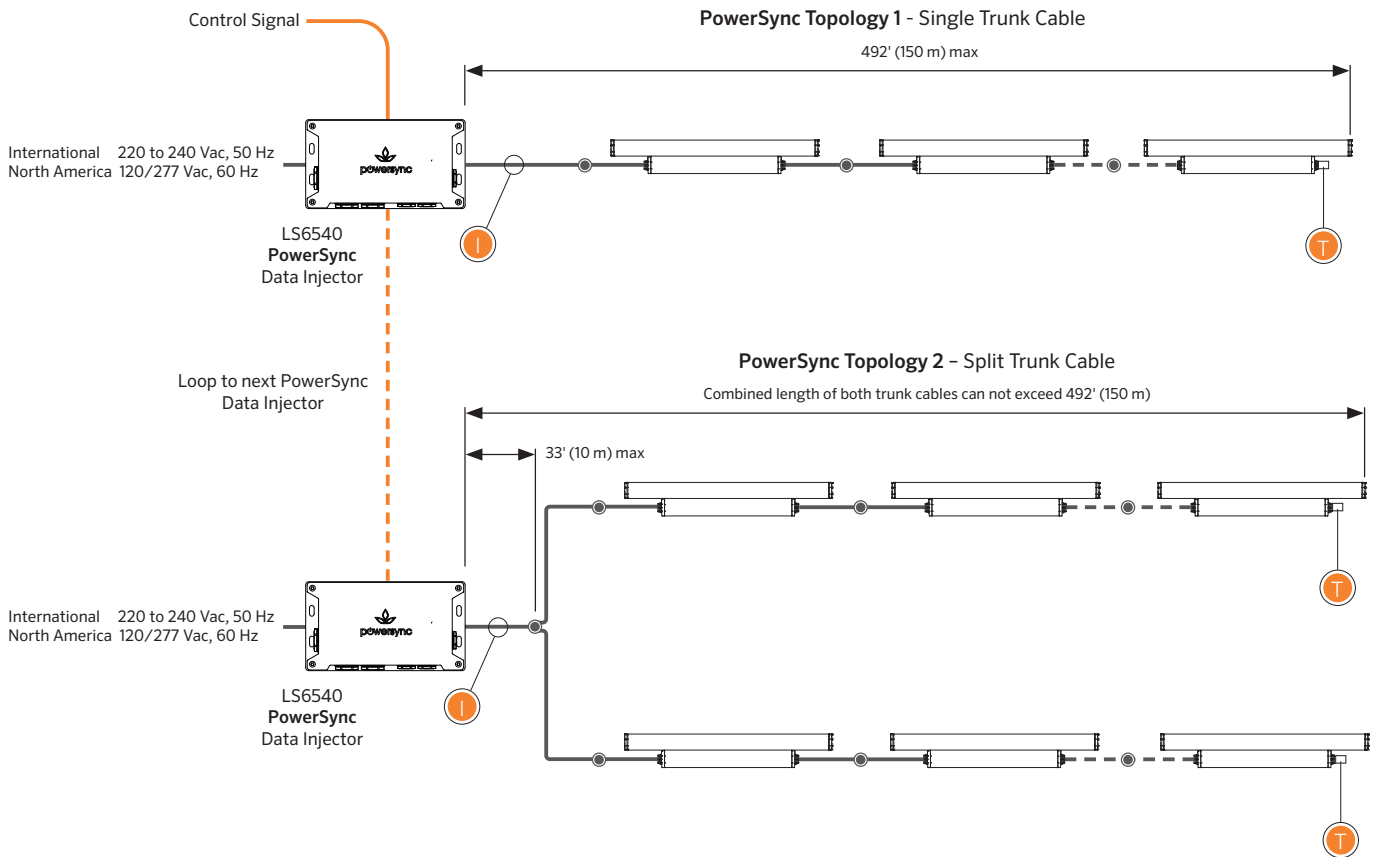 Control Signal
PowerSync Topology 1 - Single Trunk Cable
492' (150 m) max
International 220 to 240 Vac, 50 Hz
North America 120/277 Vac, 60 Hz
powersync
I
T
LS6540
PowerSync
Data Injector
Loop to next PowerSync
Data Injector
PowerSync Topology 2 – Split Trunk Cable
Combined length of both trunk cables can not exceed 492' (150 m)
33' (10 m) max
T
International 220 to 240 Vac, 50 Hz
North America 120/277 Vac, 60 Hz
powersync
I
LS6540
PowerSync
Data Injector
T